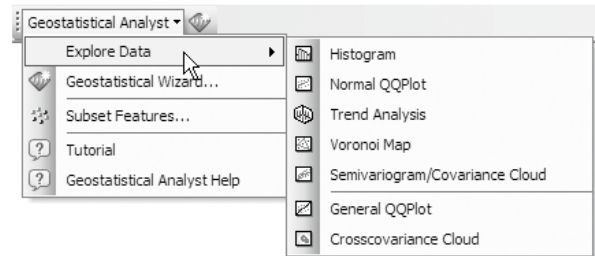 Geostatistical Analyst
Explore Data
Geostatistical Wizard...
Subset Features...
Tutorial
Geostatistical Analyst Help
Histogram
Normal QQPlot
Trend Analysis
Voronoi Map
Semivariogram/Covariance Cloud
General QQPlot
Crosscovariance Cloud